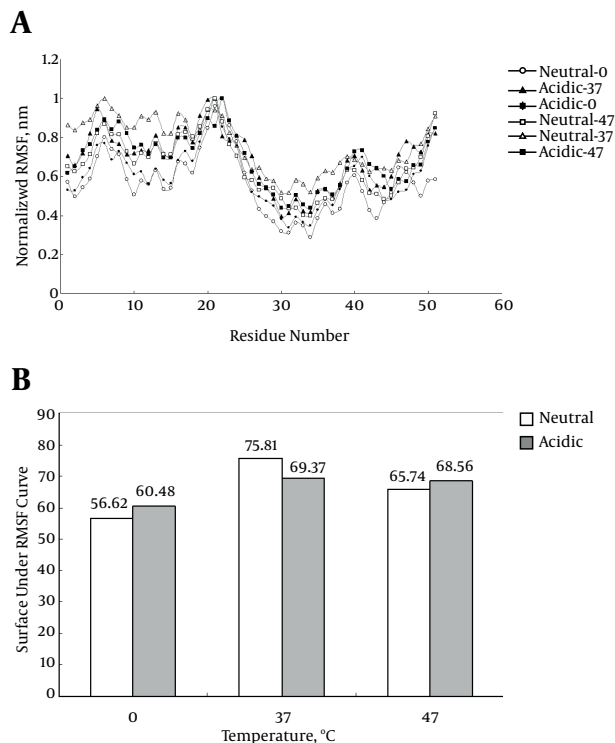 A
Normalizwd RMSF, nm
1.2
1
0.8
0.6
0.4
0.2
0
0 10 20 30 40 50 60
Residue Number
Neutral-0
Acidic-37
Acidic-0
Neutral-47
Neutral-37
Acidic-47
B
Surface Under RMSF Curve
90
80
70
60
50
40
30
20
10
0
56.62 60.48
75.81
69.37
65.74 68.56
0 37 47
Temperature, °C
Neutral
Acidic